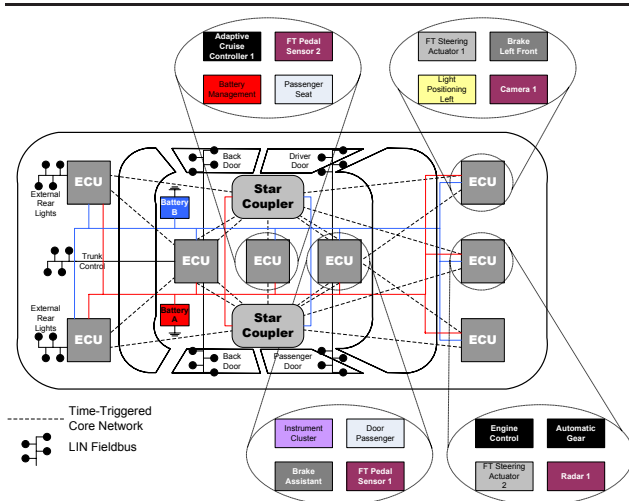 Adaptive
Cruise
Controller 1
FT Pedal
Sensor 2
Battery
Management
Passenger
Seat
FT Steering
Actuator 1
Brake
Left Front
Light
Positioning
Left
Camera 1
ECU
External
Rear
Lights
Back
Door
Driver
Door
Battery
B
Star
Coupler
ECU
Trunk
Control
ECU
ECU
ECU
ECU
Battery
A
External
Rear
Lights
ECU
Star
Coupler
ECU
Back
Door
Passenger
Door
Time-Triggered
Core Network
LIN Fieldbus
Instrument
Cluster
Door
Passenger
Brake
Assistant
FT Pedal
Sensor 1
Engine
Control
Automatic
Gear
FT Steering
Actuator
2
Radar 1